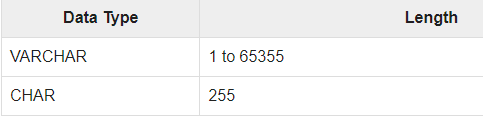 Data Type Length
VARCHAR 1 to 65355
CHAR 255